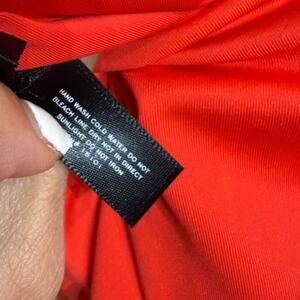 HAND WASH COLD WATER DO NOT
BLEACH LINE DRY NOT IN DIRECT
SUNLIGHT DO NOT IRON